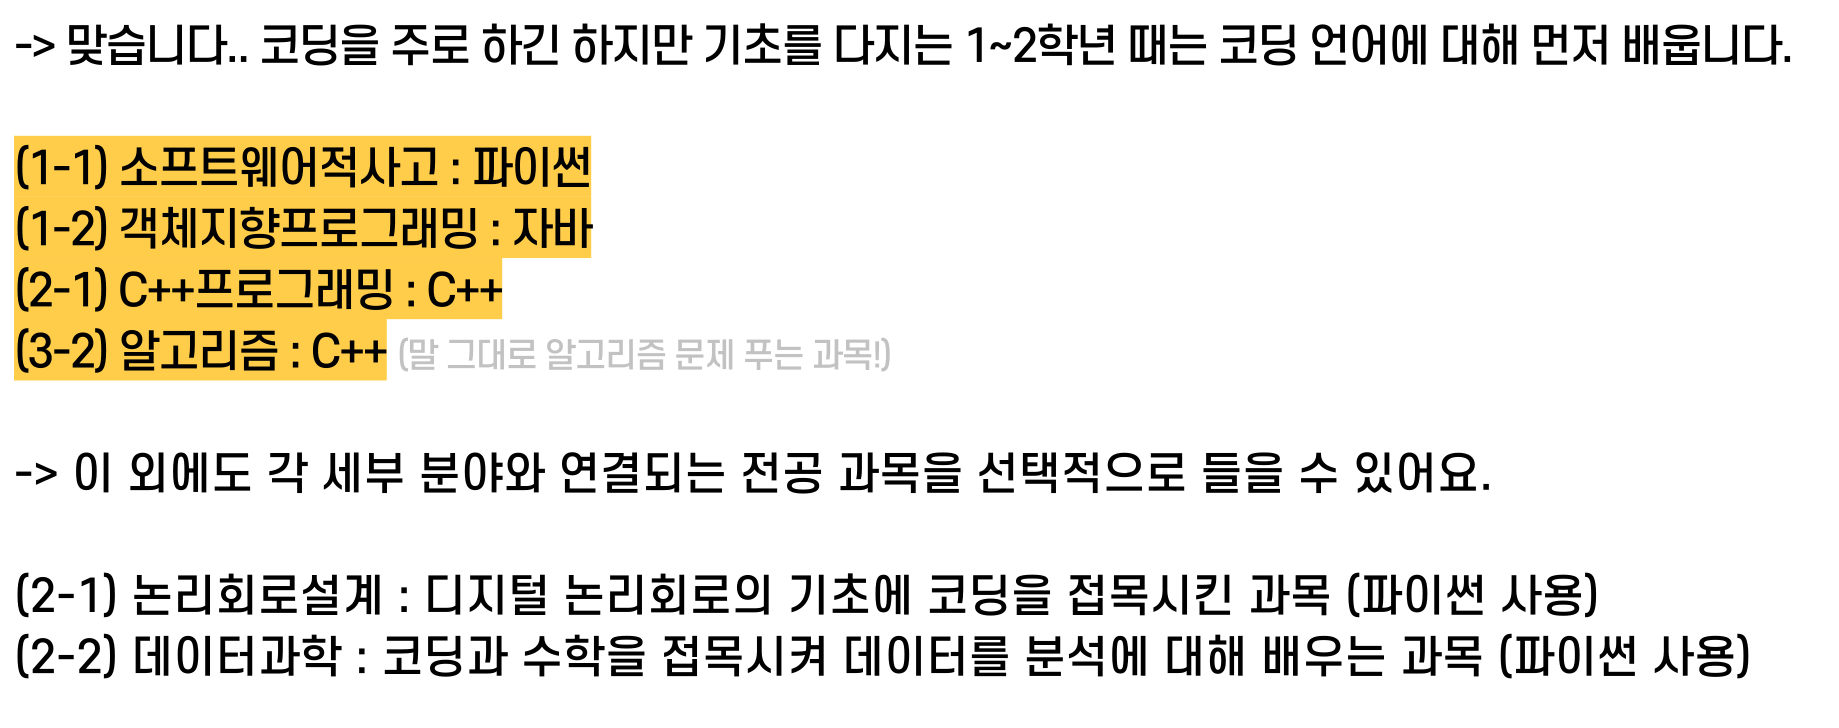 -> 맞습니다.. 코딩을 주로 하긴 하지만 기초를 다지는 1~2학년 때는 코딩 언어에 대해 먼저 배웁니다.
(1-1) 소프트웨어적사고 : 파이썬
(1-2) 객체지향프로그래밍 : 자바
(2-1) C++프로그래밍 : C++
(3-2) 알고리즘 : C++ (말 그대로 알고리즘 문제 푸는 과목!)
-> 이 외에도 각 세부 분야와 연결되는 전공 과목을 선택적으로 들을 수 있어요.
(2-1) 논리회로설계 : 디지털 논리회로의 기초에 코딩을 접목시킨 과목 (파이썬 사용)
(2-2) 데이터과학 : 코딩과 수학을 접목시켜 데이터를 분석에 대해 배우는 과목 (파이썬 사용)